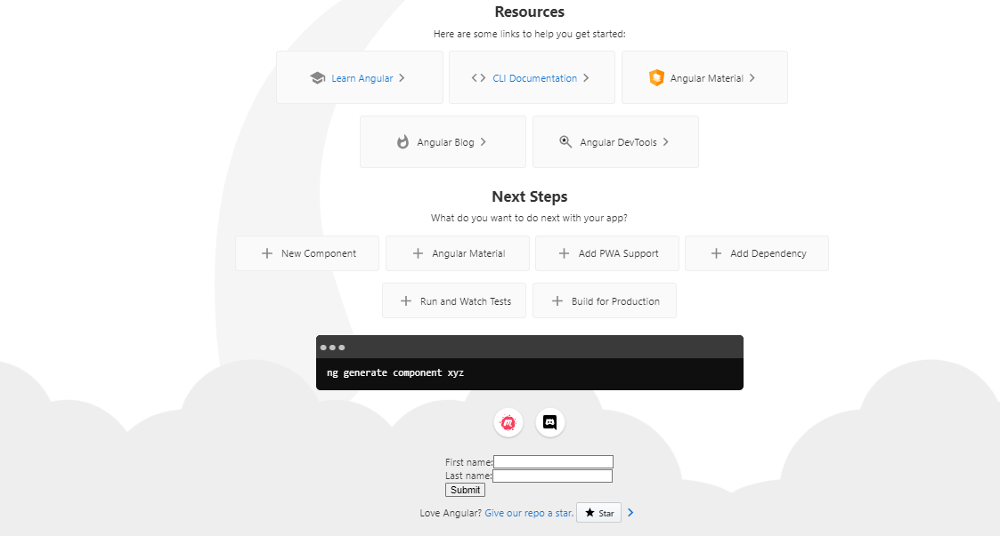 Resources
Here are some links to help you get started:
Learn Angular
CLI Documentation
Angular Material
Angular Blog
Angular DevTools
Next Steps
What do you want to do next with your app?
New Component
Angular Material
Add PWA Support
Add Dependency
Run and Watch Tests
Build for Production
ng generate component xyz
First name:
Last name:
Submit
Love Angular? Give our repo a star. Star